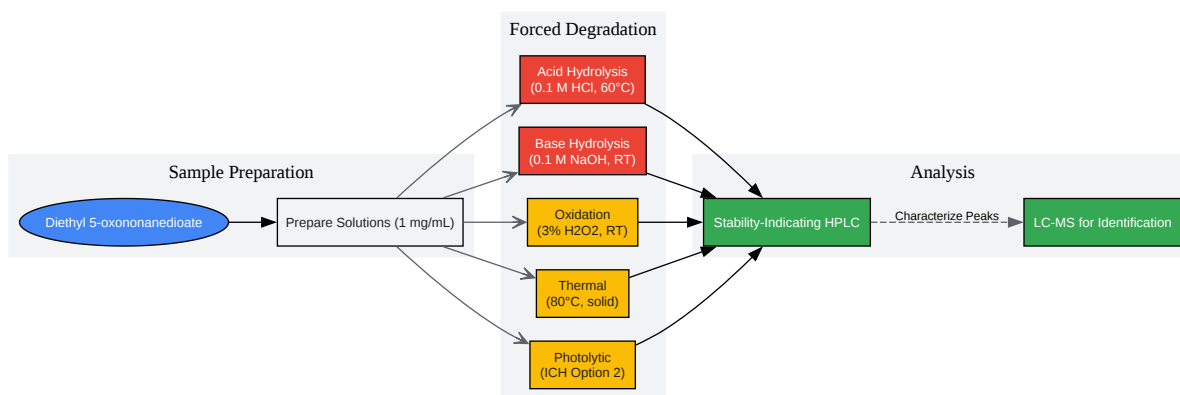 Sample Preparation
Diethyl 5-oxononanedioate
Prepare Solutions (1 mg/mL)
Forced Degradation
Acid Hydrolysis
(0.1 M HCl, 60°C)
Base Hydrolysis
(0.1 M NaOH, RT)
Oxidation
(3% H2O2, RT)
Thermal
(80°C, solid)
Photolytic
(ICH Option 2)
Analysis
Stability-Indicating HPLC
Characterize Peaks
LC-MS for Identification